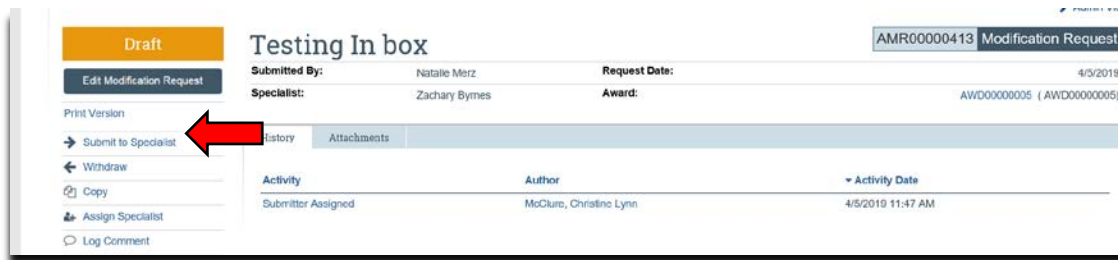 Draft
Edit Modification Request
Print Version
Submit to Specialist
Withdraw
Copy
Assign Specialist
Log Comment
Testing In box
AMR00000413 Modification Request
Submitted By: Natalie Merz Request Date: 4/5/2019
Specialist: Zachary Byrnes Award: AWD00000005 ( AWD00000005)
History Attachments
Activity Author Activity Date
Submitter Assigned McClure, Christine Lynn 4/5/2019 11:47 AM